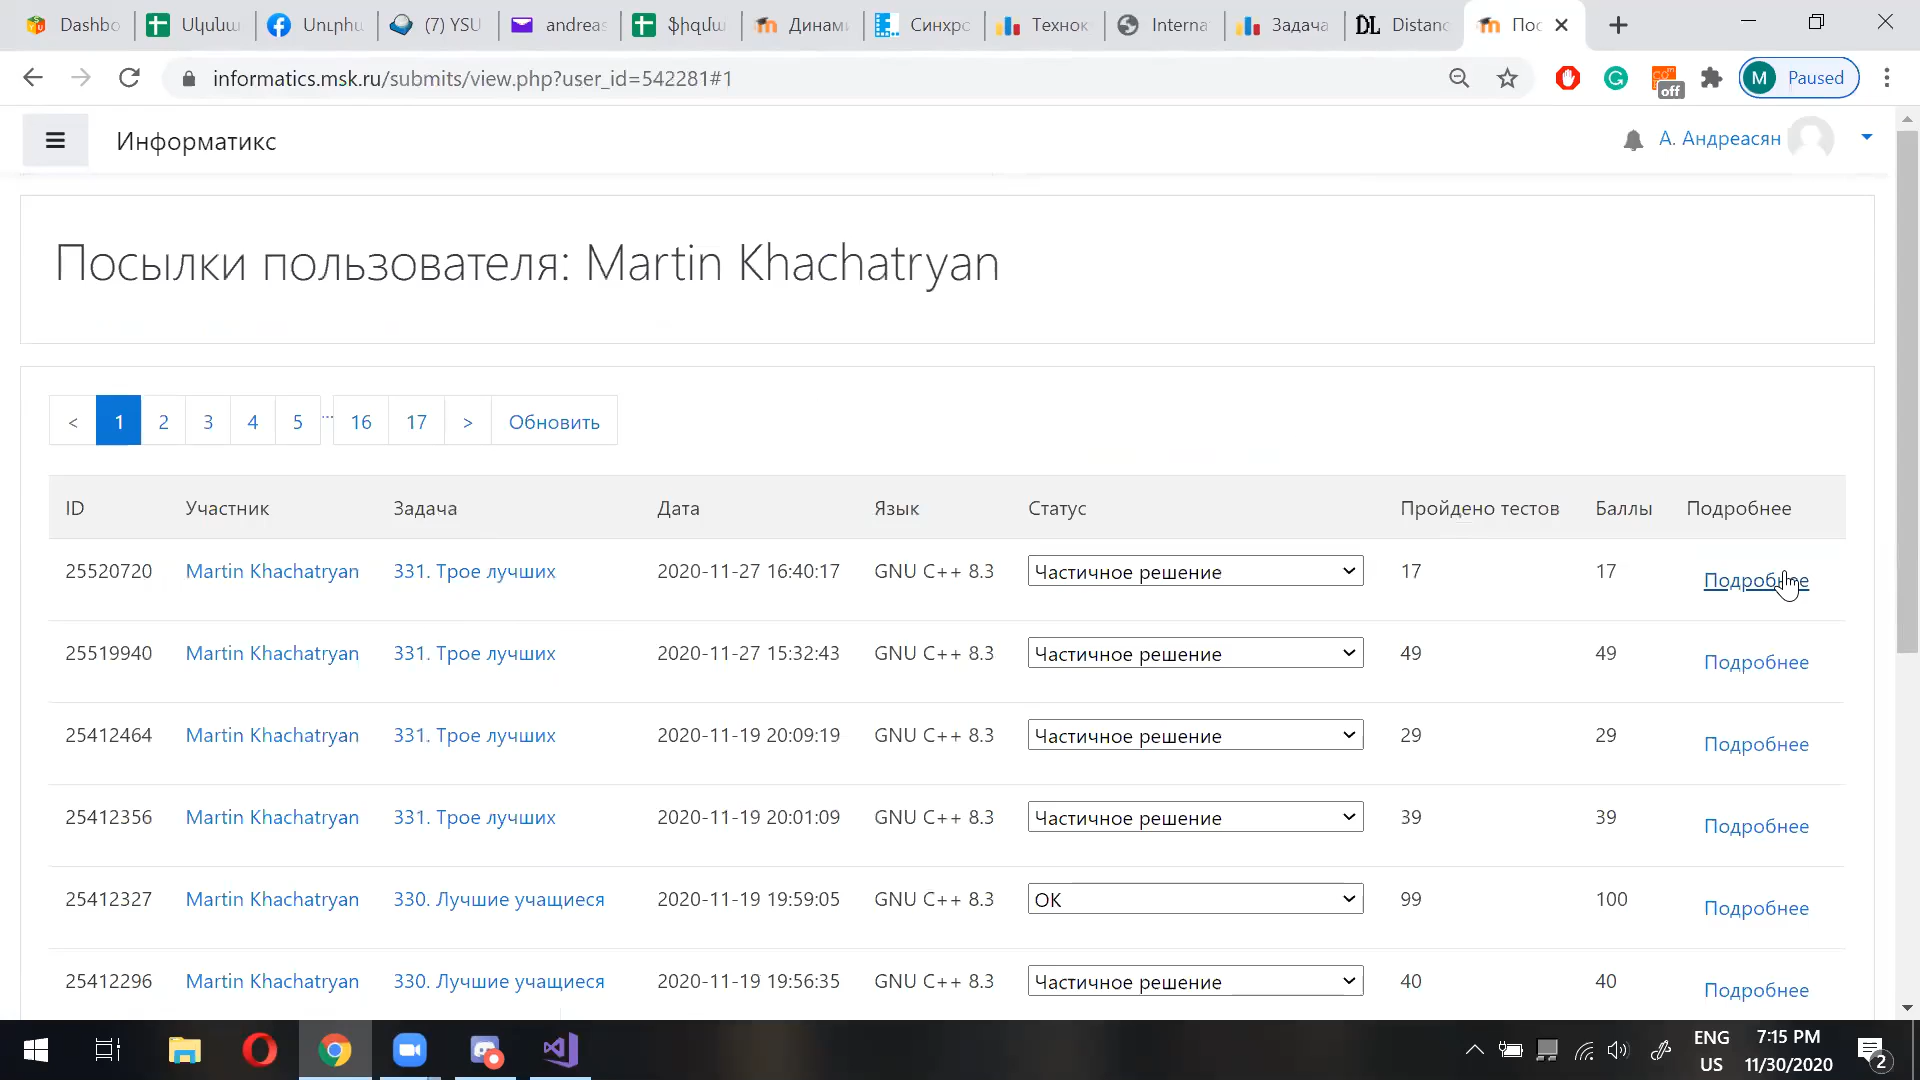 Dashbo
Սկևա
Սուրհւ
(7) YSU
andreas
ֆիզմա
Динами
Синхрс
Технок
Interna
Задача
DL Distanc
Пос
informatics.msk.ru/submits/view.php?user_id=542281#1
off
M Paused
Информатикс
А. Андреасян
Посылки пользователя: Martin Khachatryan
< 1 2 3 4 5 ... 16 17 > Обновить
ID Участник Задача Дата Язык Статус Пройдено тестов Баллы Подробнее
25520720 Martin Khachatryan 331. Трое лучших 2020-11-27 16:40:17 GNU C++ 8.3 Частичное решение 17 17 Подробнее
25519940 Martin Khachatryan 331. Трое лучших 2020-11-27 15:32:43 GNU C++ 8.3 Частичное решение 49 49 Подробнее
25412464 Martin Khachatryan 331. Трое лучших 2020-11-19 20:09:19 GNU C++ 8.3 Частичное решение 29 29 Подробнее
25412356 Martin Khachatryan 331. Трое лучших 2020-11-19 20:01:09 GNU C++ 8.3 Частичное решение 39 39 Подробнее
25412327 Martin Khachatryan 330. Лучшие учащиеся 2020-11-19 19:59:05 GNU C++ 8.3 OK 99 100 Подробнее
25412296 Martin Khachatryan 330. Лучшие учащиеся 2020-11-19 19:56:35 GNU C++ 8.3 Частичное решение 40 40 Подробнее
ENG 7:15 PM
US 11/30/2020 2